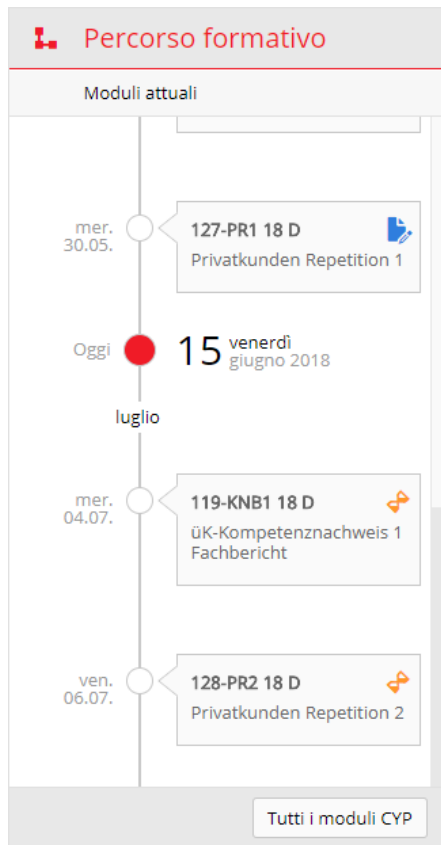 Percorso formativo
Moduli attuali
mer.
30.05.
127-PR1 18 D
Privatkunden Repetition 1
Oggi
15 venerdì
giugno 2018
luglio
mer.
04.07.
119-KNB1 18 D
üK-Kompetenznachweis 1
Fachbericht
ven.
06.07.
128-PR2 18 D
Privatkunden Repetition 2
Tutti i moduli CYP